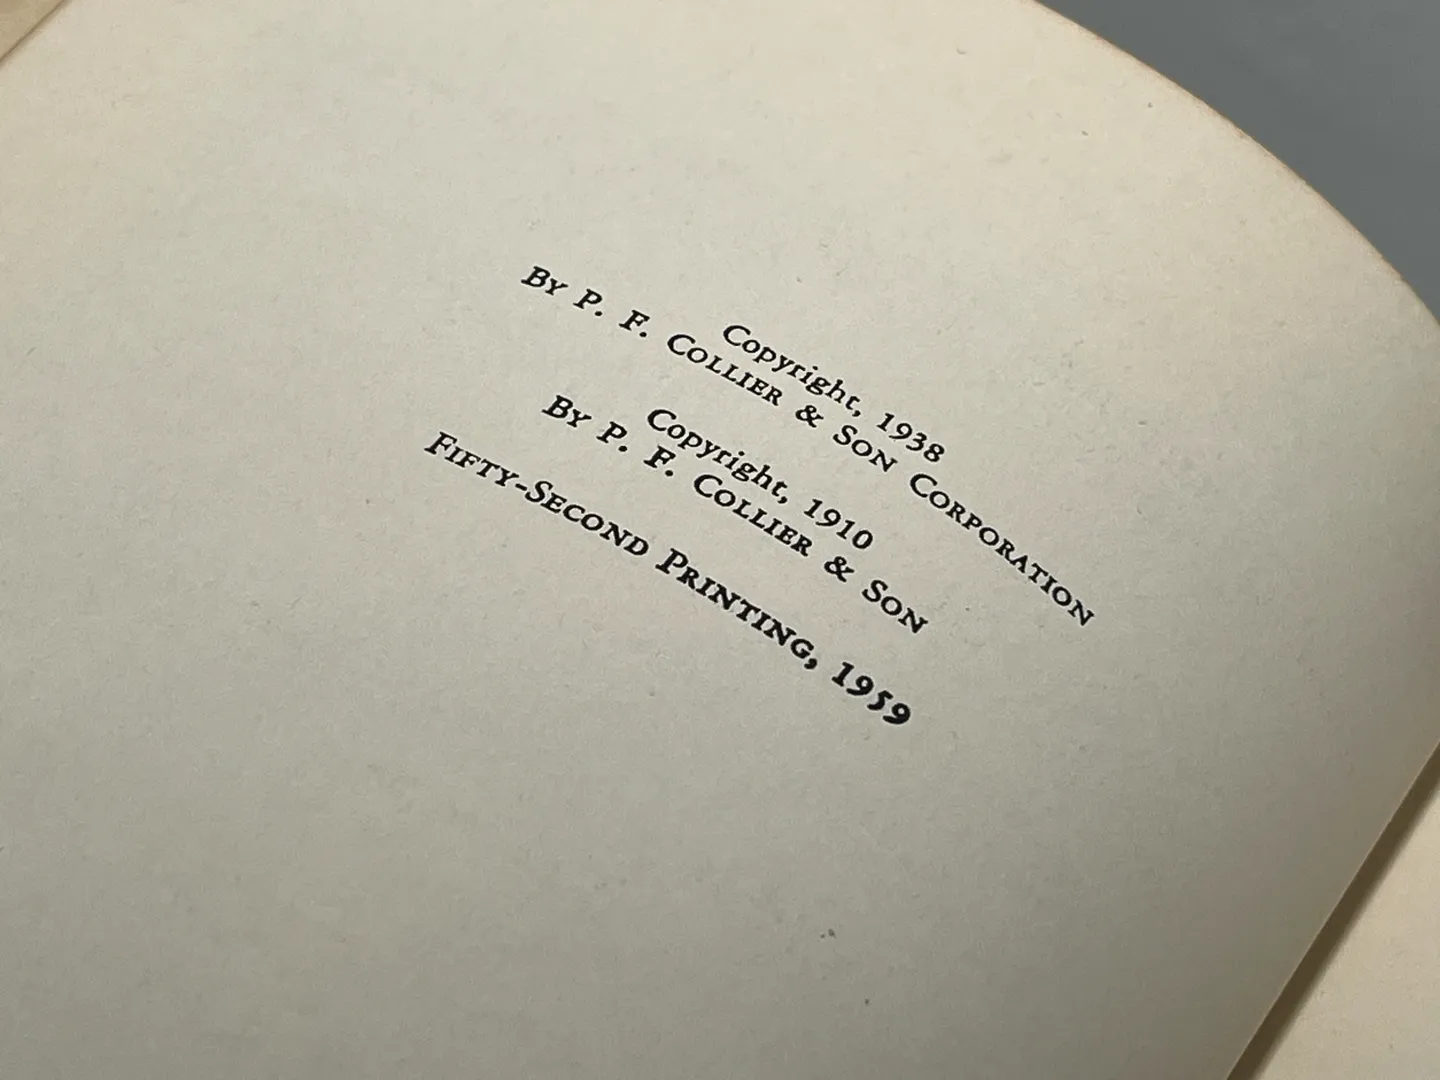 Copyright, 1938
By P. F. Collier & Son Corporation
Copyright, 1910
By P. F. Collier & Son
Fifty-Second Printing, 1959